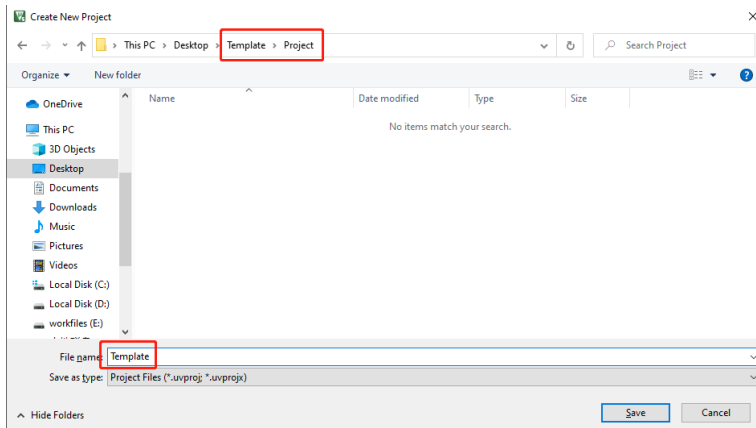 Create New Project
This PC > Desktop > Template > Project
Search Project
Organize
New folder
Name
Date modified
Type
Size
No items match your search.
OneDrive
This PC
3D Objects
Desktop
Documents
Downloads
Music
Pictures
Videos
Local Disk (C:)
Local Disk (D:)
workfiles (E:)
File name: Template
Save as type: Project Files (*.uvproj; *.uvprojx)
Hide Folders
Save
Cancel